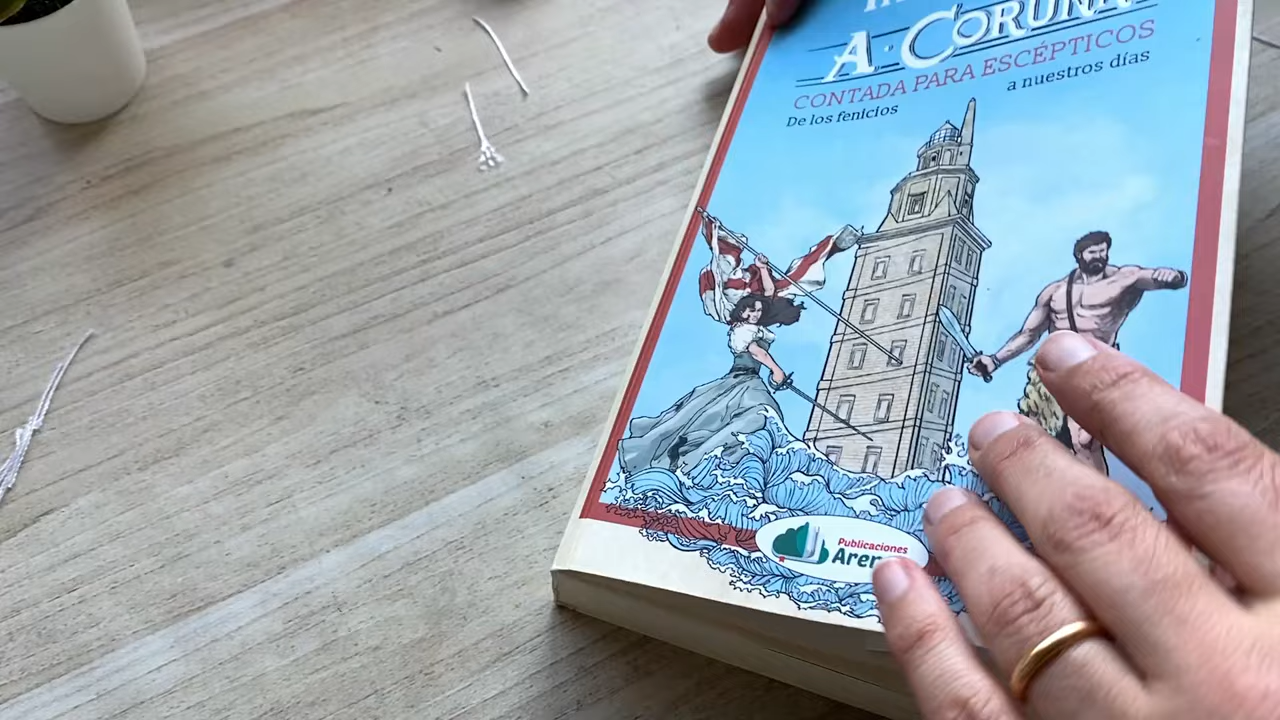 A·CORUÑA
CONTADA PARA ESCÉPTICOS
De los fenicios a nuestros días
Publicaciones